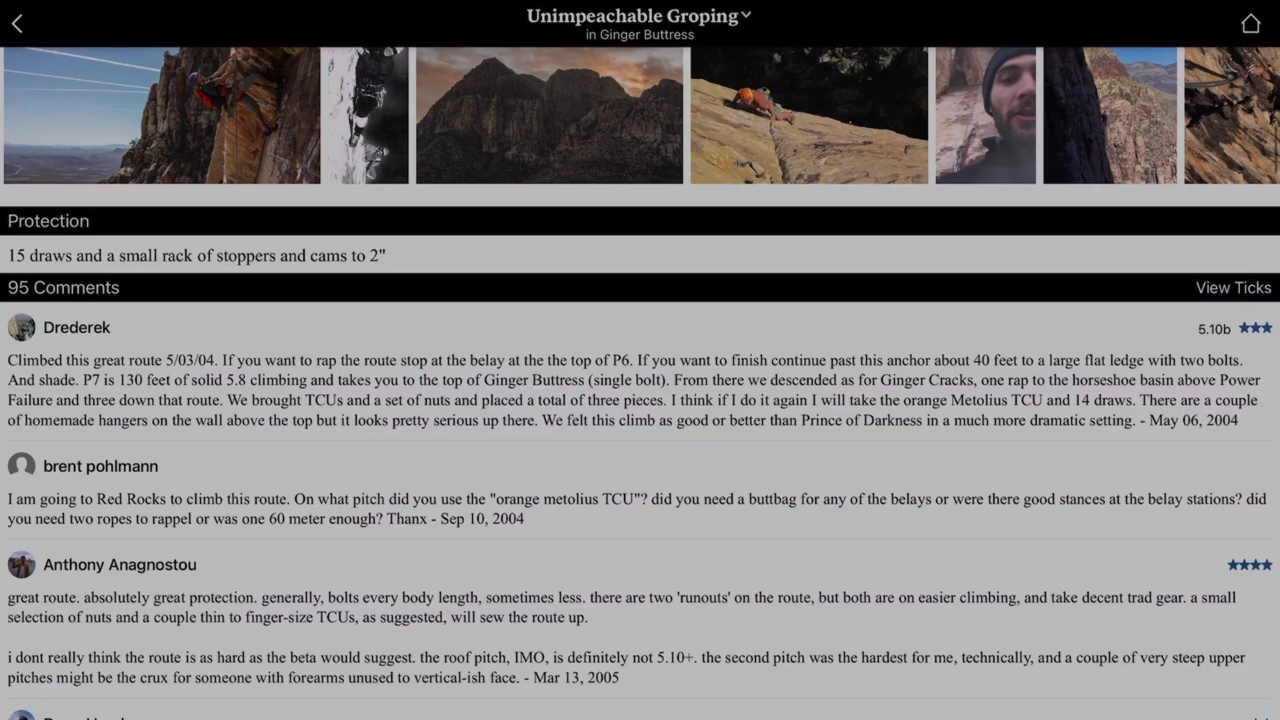 Unimpeachable Groping
in Ginger Buttress
Protection
15 draws and a small rack of stoppers and cams to 2"
95 Comments
View Ticks
Drederek
5.10b ★★★
Climbed this great route 5/03/04. If you want to rap the route stop at the belay at the the top of P6. If you want to finish continue past this anchor about 40 feet to a large flat ledge with two bolts.
And shade. P7 is 130 feet of solid 5.8 climbing and takes you to the top of Ginger Buttress (single bolt). From there we descended as for Ginger Cracks, one rap to the horseshoe basin above Power
Failure and three down that route. We brought TCUs and a set of nuts and placed a total of three pieces. I think if I do it again I will take the orange Metolius TCU and 14 draws. There are a couple
of homemade hangers on the wall above the top but it looks pretty serious up there. We felt this climb as good or better than Prince of Darkness in a much more dramatic setting. - May 06, 2004
brent pohlmann
I am going to Red Rocks to climb this route. On what pitch did you use the "orange metolius TCU"? did you need a buttbag for any of the belays or were there good stances at the belay stations? did
you need two ropes to rappel or was one 60 meter enough? Thanx - Sep 10, 2004
Anthony Anagnostou
★★★★
great route. absolutely great protection. generally, bolts every body length, sometimes less. there are two 'runouts' on the route, but both are on easier climbing, and take decent trad gear. a small
selection of nuts and a couple thin to finger-size TCUs, as suggested, will sew the route up.
i dont really think the route is as hard as the beta would suggest. the roof pitch, IMO, is definitely not 5.10+. the second pitch was the hardest for me, technically, and a couple of very steep upper
pitches might be the crux for someone with forearms unused to vertical-ish face. - Mar 13, 2005